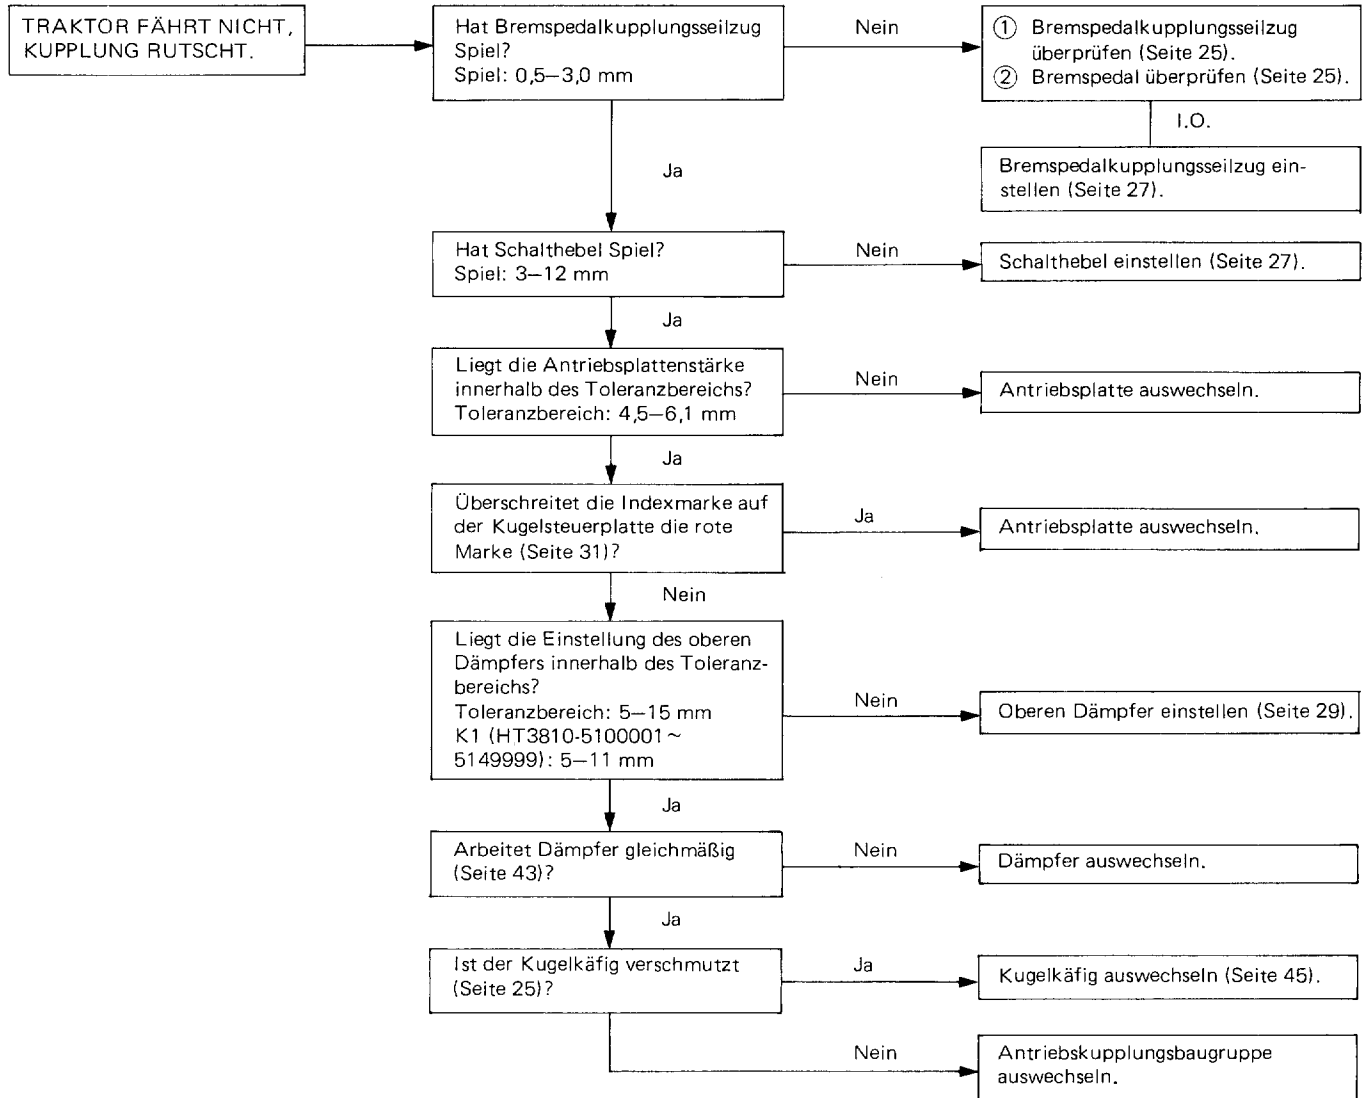 TRAKTOR FÄHRT NICHT,
KUPPLUNG RUTSCHT.
Hat Bremspedalkupplungsseilzug
Spiel?
Spiel: 0,5–3,0 mm
Nein
① Bremspedalkupplungsseilzug
überprüfen (Seite 25).
② Bremspedal überprüfen (Seite 25).
I.O.
Bremspedalkupplungsseilzug ein-
stellen (Seite 27).
Ja
Hat Schalthebel Spiel?
Spiel: 3–12 mm
Nein
Schalthebel einstellen (Seite 27).
Ja
Liegt die Antriebsplattenstärke
innerhalb des Toleranzbereichs?
Toleranzbereich: 4,5–6,1 mm
Nein
Antriebsplatte auswechseln.
Ja
Überschreitet die Indexmarke auf
der Kugelsteuerplatte die rote
Marke (Seite 31)?
Ja
Antriebsplatte auswechseln.
Nein
Liegt die Einstellung des oberen
Dämpfers innerhalb des Toleranz-
bereichs?
Toleranzbereich: 5–15 mm
K1 (HT3810-5100001~
5149999): 5–11 mm
Nein
Oberen Dämpfer einstellen (Seite 29).
Ja
Arbeitet Dämpfer gleichmäßig
(Seite 43)?
Nein
Dämpfer auswechseln.
Ja
Ist der Kugelkäfig verschmutzt
(Seite 25)?
Ja
Kugelkäfig auswechseln (Seite 45).
Nein
Antriebskupplungsbaugruppe
auswechseln.